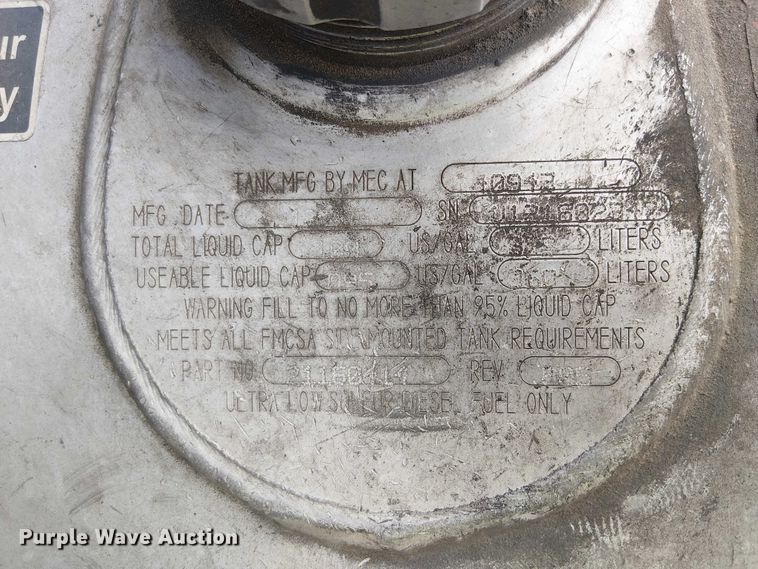 ur
y
TANK MFG BY MEC AT
MFG DATE SN
TOTAL LIQUID CAP US/GAL LITERS
USEABLE LIQUID CAP US/GAL LITERS
WARNING FILL TO NO MORE THAN 95% LIQUID CAP
MEETS ALL FMCSA SIDE MOUNTED TANK REQUIREMENTS
PART NO. REV
ULTRA LOW SULFUR DIESEL FUEL ONLY
Purple Wave Auction